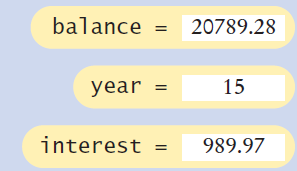 balance = 20789.28
year = 15
interest = 989.97